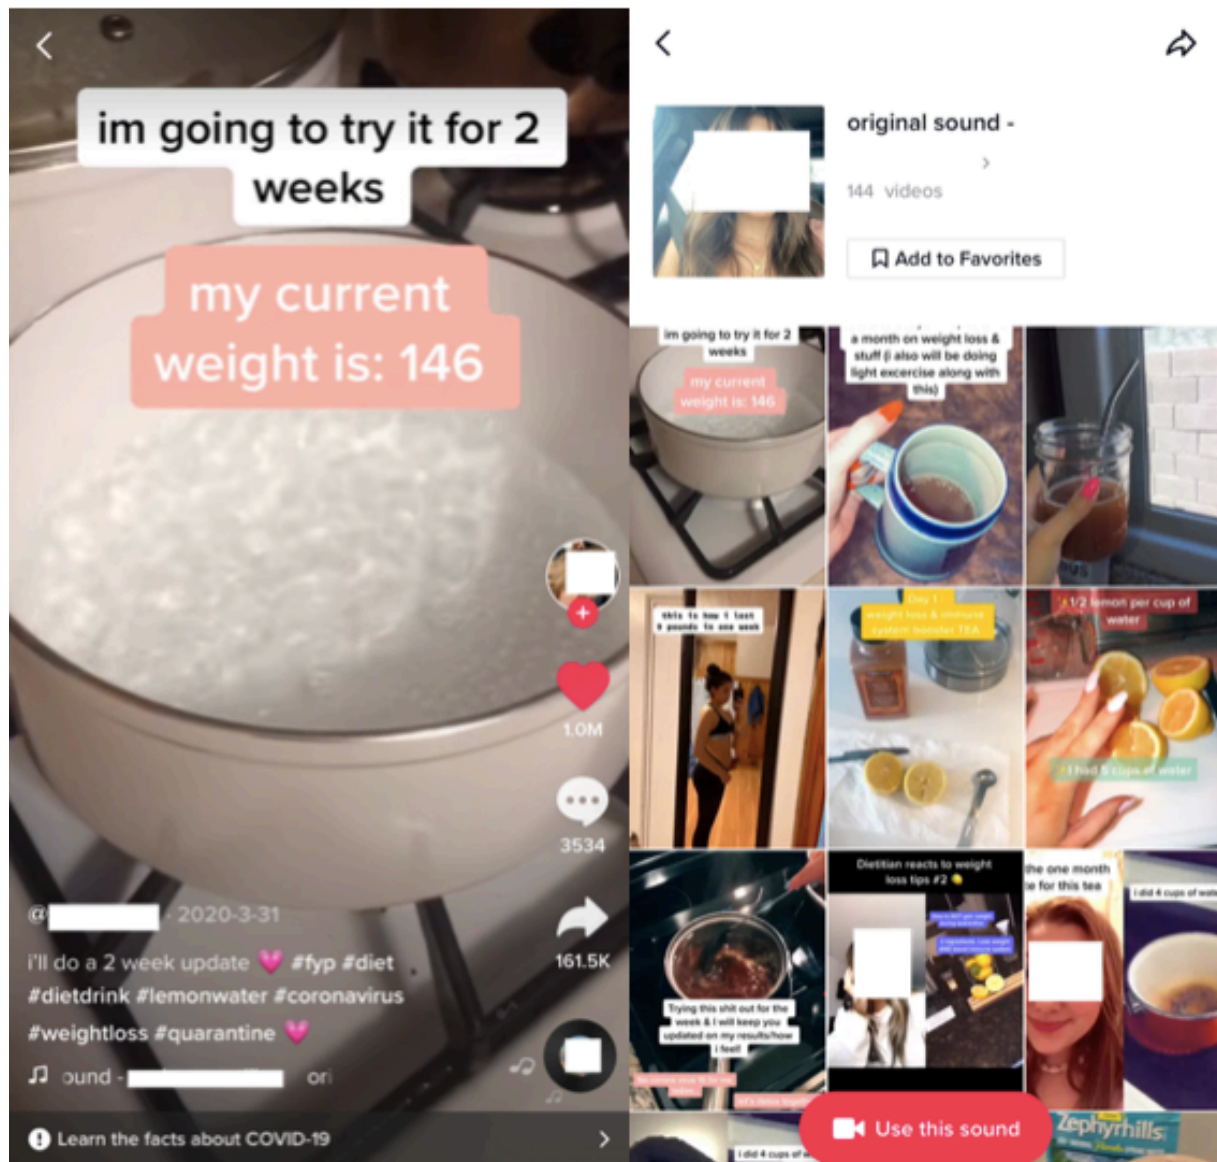 im going to try it for 2
weeks
my current
weight is: 146
1.0M
3534
161.5K
@ - 2020-3-31
i'll do a 2 week update 💗 #fyp #diet
#dietdrink #lemonwater #coronavirus
#weightloss #quarantine 💗
ound - ori
Learn the facts about COVID-19
original sound -
144 videos
Add to Favorites
im going to try it for 2
weeks
my current
weight is: 146
a month on weight loss &
stuff (i also will be doing
light excercise along with
this)
this is how i lost
9 pounds in one week
Day 1 -
weight loss & immune
system booster TEA
1/2 lemon per cup of
water
I had 5 cups of water
Trying this shit out for the
week & I will keep you
updated on my results/how
i feel!
Dietitian reacts to weight
loss tips #2 🍋
the one month
te for this tea
i did 4 cups of wate
i did 4 cups of w
Zephyrhills
Use this sound